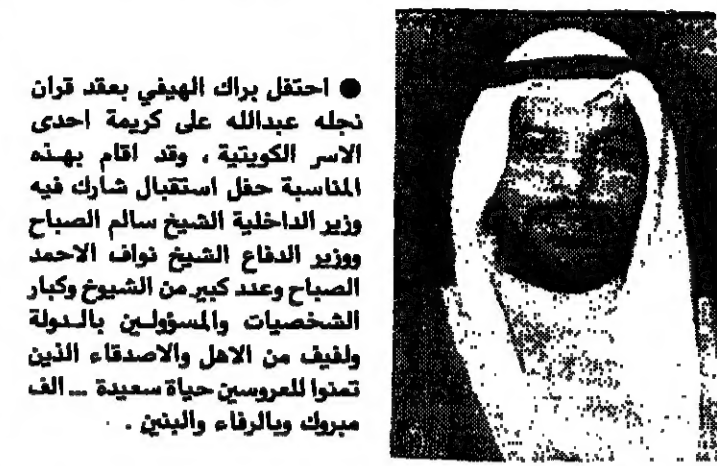 ● احتفل براك الهيفي بعقد قران
نجله عبدالله على كريمة احدى
الاسر الكويتية ، وقد اقام بهذه
المناسبة حفل استقبال شارك فيه
وزير الداخلية الشيخ سالم الصباح
ووزير الدفاع الشيخ نواف الاحمد
الصباح وعدد كبير من الشيوخ وكبار
الشخصيات والمسؤولين بالدولة
ولفيف من الاهل والاصدقاء الذين
تمنوا للعروسين حياة سعيدة ... الف
مبروك وبالرفاء والبنين .